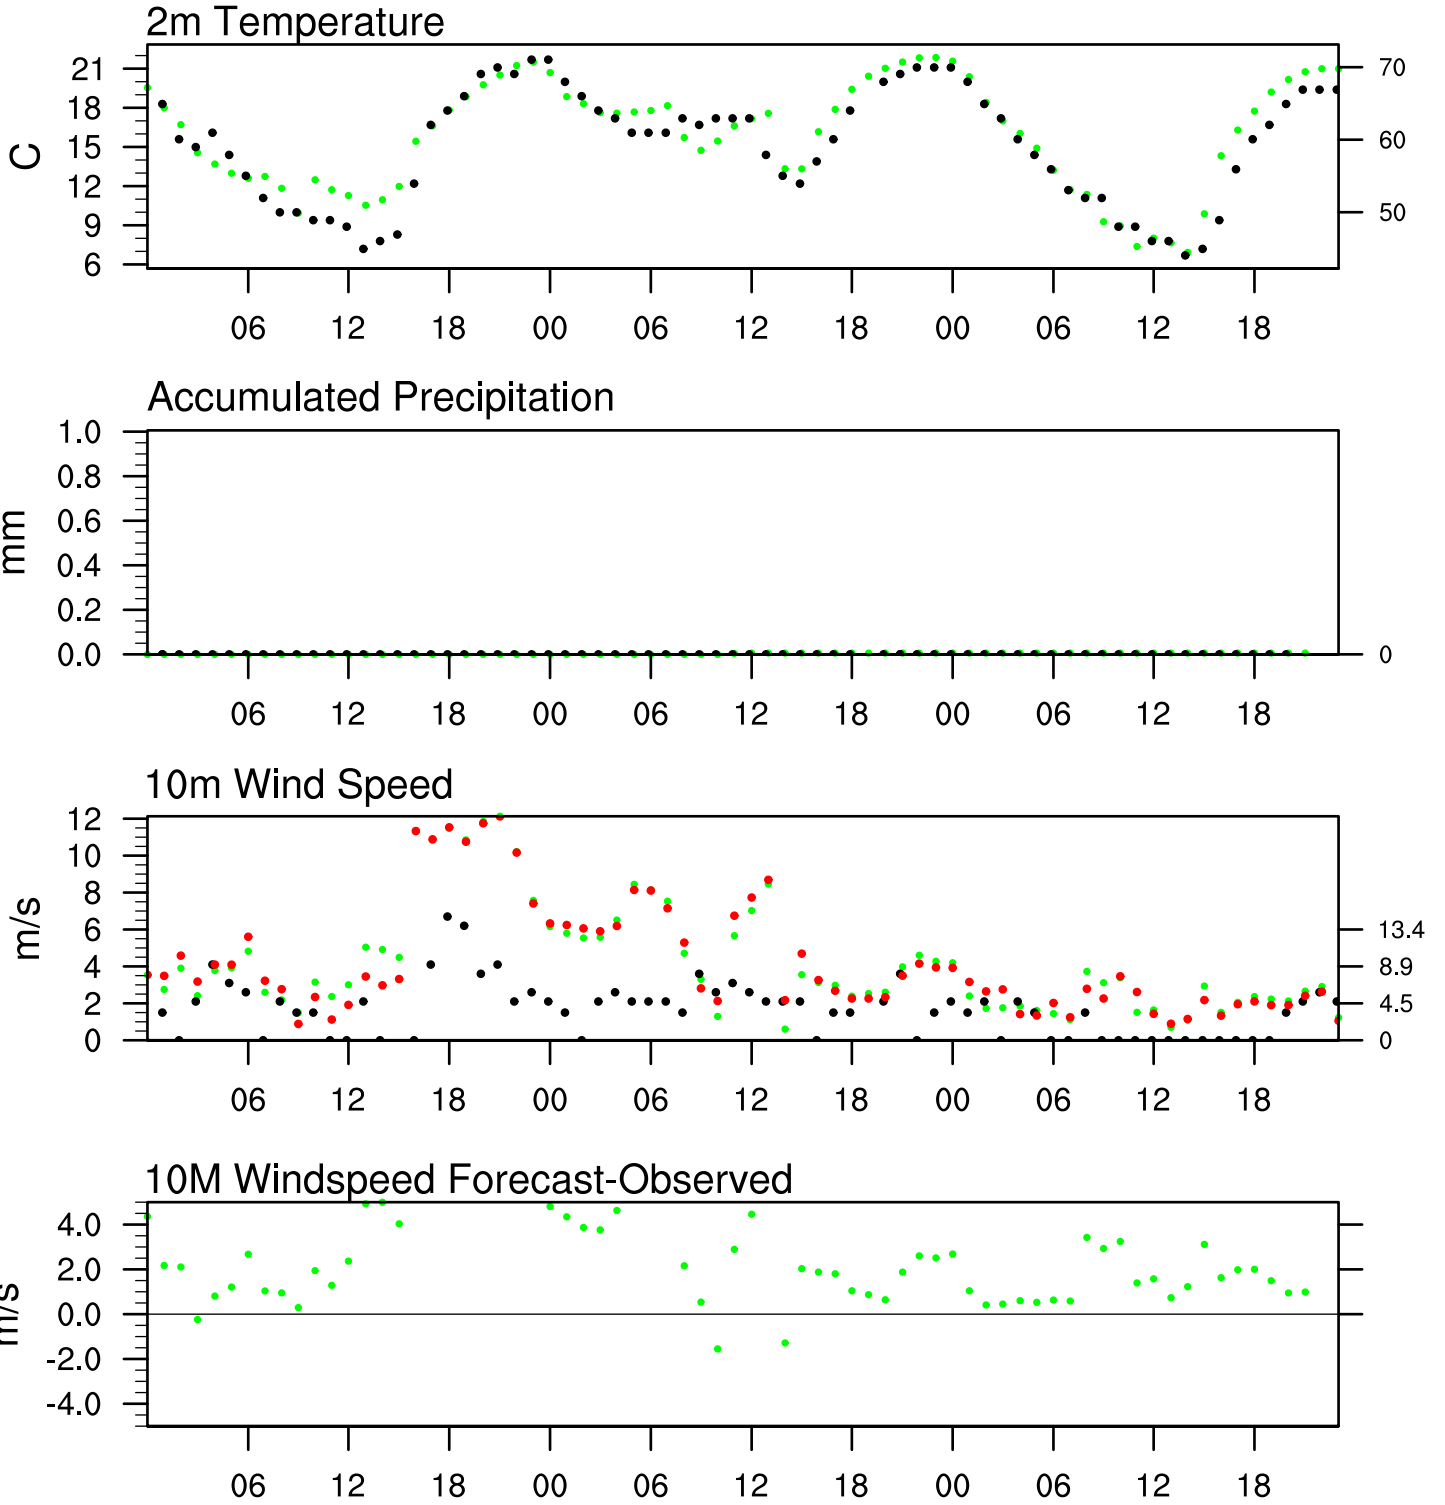 2m Temperature
21
18
15
12
9
6
C
70
60
50
06 12 18 00 06 12 18 00 06 12 18
Accumulated Precipitation
1.0
0.8
0.6
0.4
0.2
0.0
mm
0
06 12 18 00 06 12 18 00 06 12 18
10m Wind Speed
12
10
8
6
4
2
0
m/s
13.4
8.9
4.5
0
06 12 18 00 06 12 18 00 06 12 18
10M Windspeed Forecast-Observed
4.0
2.0
0.0
-2.0
-4.0
m/s
06 12 18 00 06 12 18 00 06 12 18